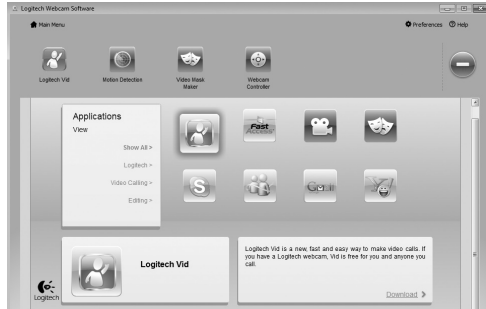 Logitech Webcam Software
Main Menu
Preferences
Help
Logitech Vid
Motion Detection
Video Mask
Maker
Webcam
Controller
Applications
View
Show All >
Logitech >
Video Calling >
Editing >
Fast
Access
S
Gmail
Logitech Vid
Logitech Vid is a new, fast and easy way to make video calls. If
you have a Logitech webcam, Vid is free for you and anyone you
call.
Download >
Logitech